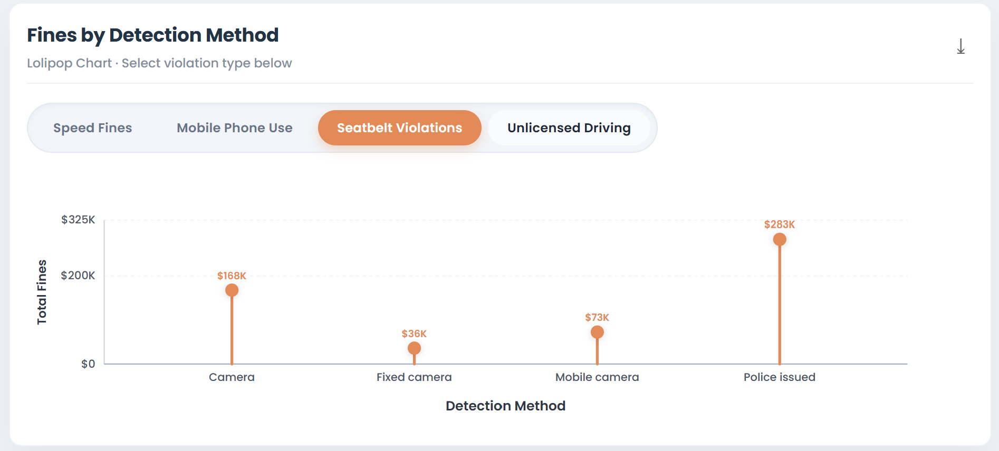 Fines by Detection Method
Lolipop Chart · Select violation type below
Speed Fines
Mobile Phone Use
Seatbelt Violations
Unlicensed Driving
Total Fines
$325K
$200K
$0
$168K
$36K
$73K
$283K
Camera
Fixed camera
Mobile camera
Police issued
Detection Method